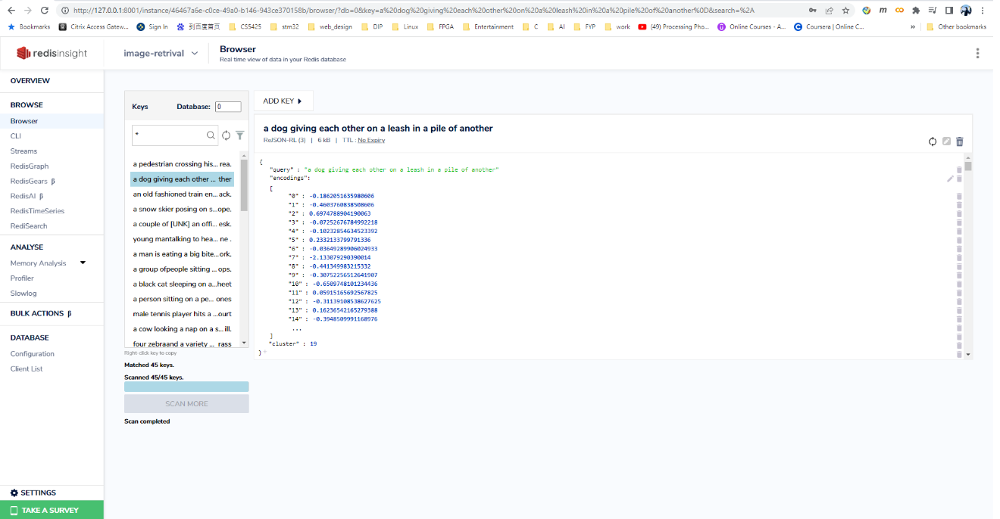 http://127.0.0.1:8001/instance/46467a6e-c0ce-49a0-b146-943ce370158b/browser/?db=0&key=a%20dog%20giving%20each%20other%20on%20a%20leash%20in%20a%20pile%20of%20another%0D&search=%2A
Bookmarks Citrix Access Gatew... Sign In 到百度首页 CS5425 stm32 web_design DIP Linux FPGA Entertainment C AI FYP work (49) Processing Pho... Online Courses - A... Coursera | Online C... » Other bookmarks
redisinsight
image-retrival
Browser
Real time view of data in your Redis database
OVERVIEW
BROWSE
Browser
CLI
Streams
RedisGraph
RedisGears β
RedisAI β
RedisTimeSeries
RediSearch
ANALYSE
Memory Analysis
Profiler
Slowlog
BULK ACTIONS β
DATABASE
Configuration
Client List
SETTINGS
TAKE A SURVEY
Keys Database: 0
*
a pedestrian crossing his... rea.
a dog giving each other ... ther
an old fashioned train en... ack.
a snow skier posing on s...ope.
a couple of [UNK] an offi... esk.
young mantalking to hea... ne .
a man is eating a big bite...ork.
a group ofpeople sitting ... ops.
a black cat sleeping on a...heet
a person sitting on a pe... ones
male tennis player hits a ...ourt
a cow looking a nap on a s... ill.
four zebraand a variety ... rass
Right-click key to copy
Matched 45 keys.
Scanned 45/45 keys.
SCAN MORE
Scan completed
ADD KEY
a dog giving each other on a leash in a pile of another
ReJSON-RL (3) | 6 kB | TTL : No Expiry
{
"query" : "a dog giving each other on a leash in a pile of another"
"encodings":
[
"0" : -0.1862051635980606
"1" : -0.4603760838508606
"2" : 0.6974788904190063
"3" : -0.07252676784992218
"4" : -0.10232854634523392
"5" : 0.2332133799791336
"6" : -0.03649289906024933
"7" : -2.133079290390014
"8" : -0.441349983215332
"9" : -0.30752256512641907
"10" : -0.6509748101234436
"11" : 0.05915165692567825
"12" : -0.31139108538627625
"13" : 0.16236542165279388
"14" : -0.3948509991168976
...
]
"cluster" : 19
}